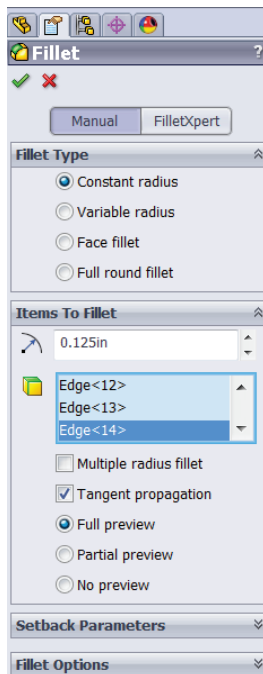 Fillet ?
Manual FilletXpert
Fillet Type
Constant radius
Variable radius
Face fillet
Full round fillet
Items To Fillet
0.125in
Edge<12>
Edge<13>
Edge<14>
Multiple radius fillet
Tangent propagation
Full preview
Partial preview
No preview
Setback Parameters
Fillet Options